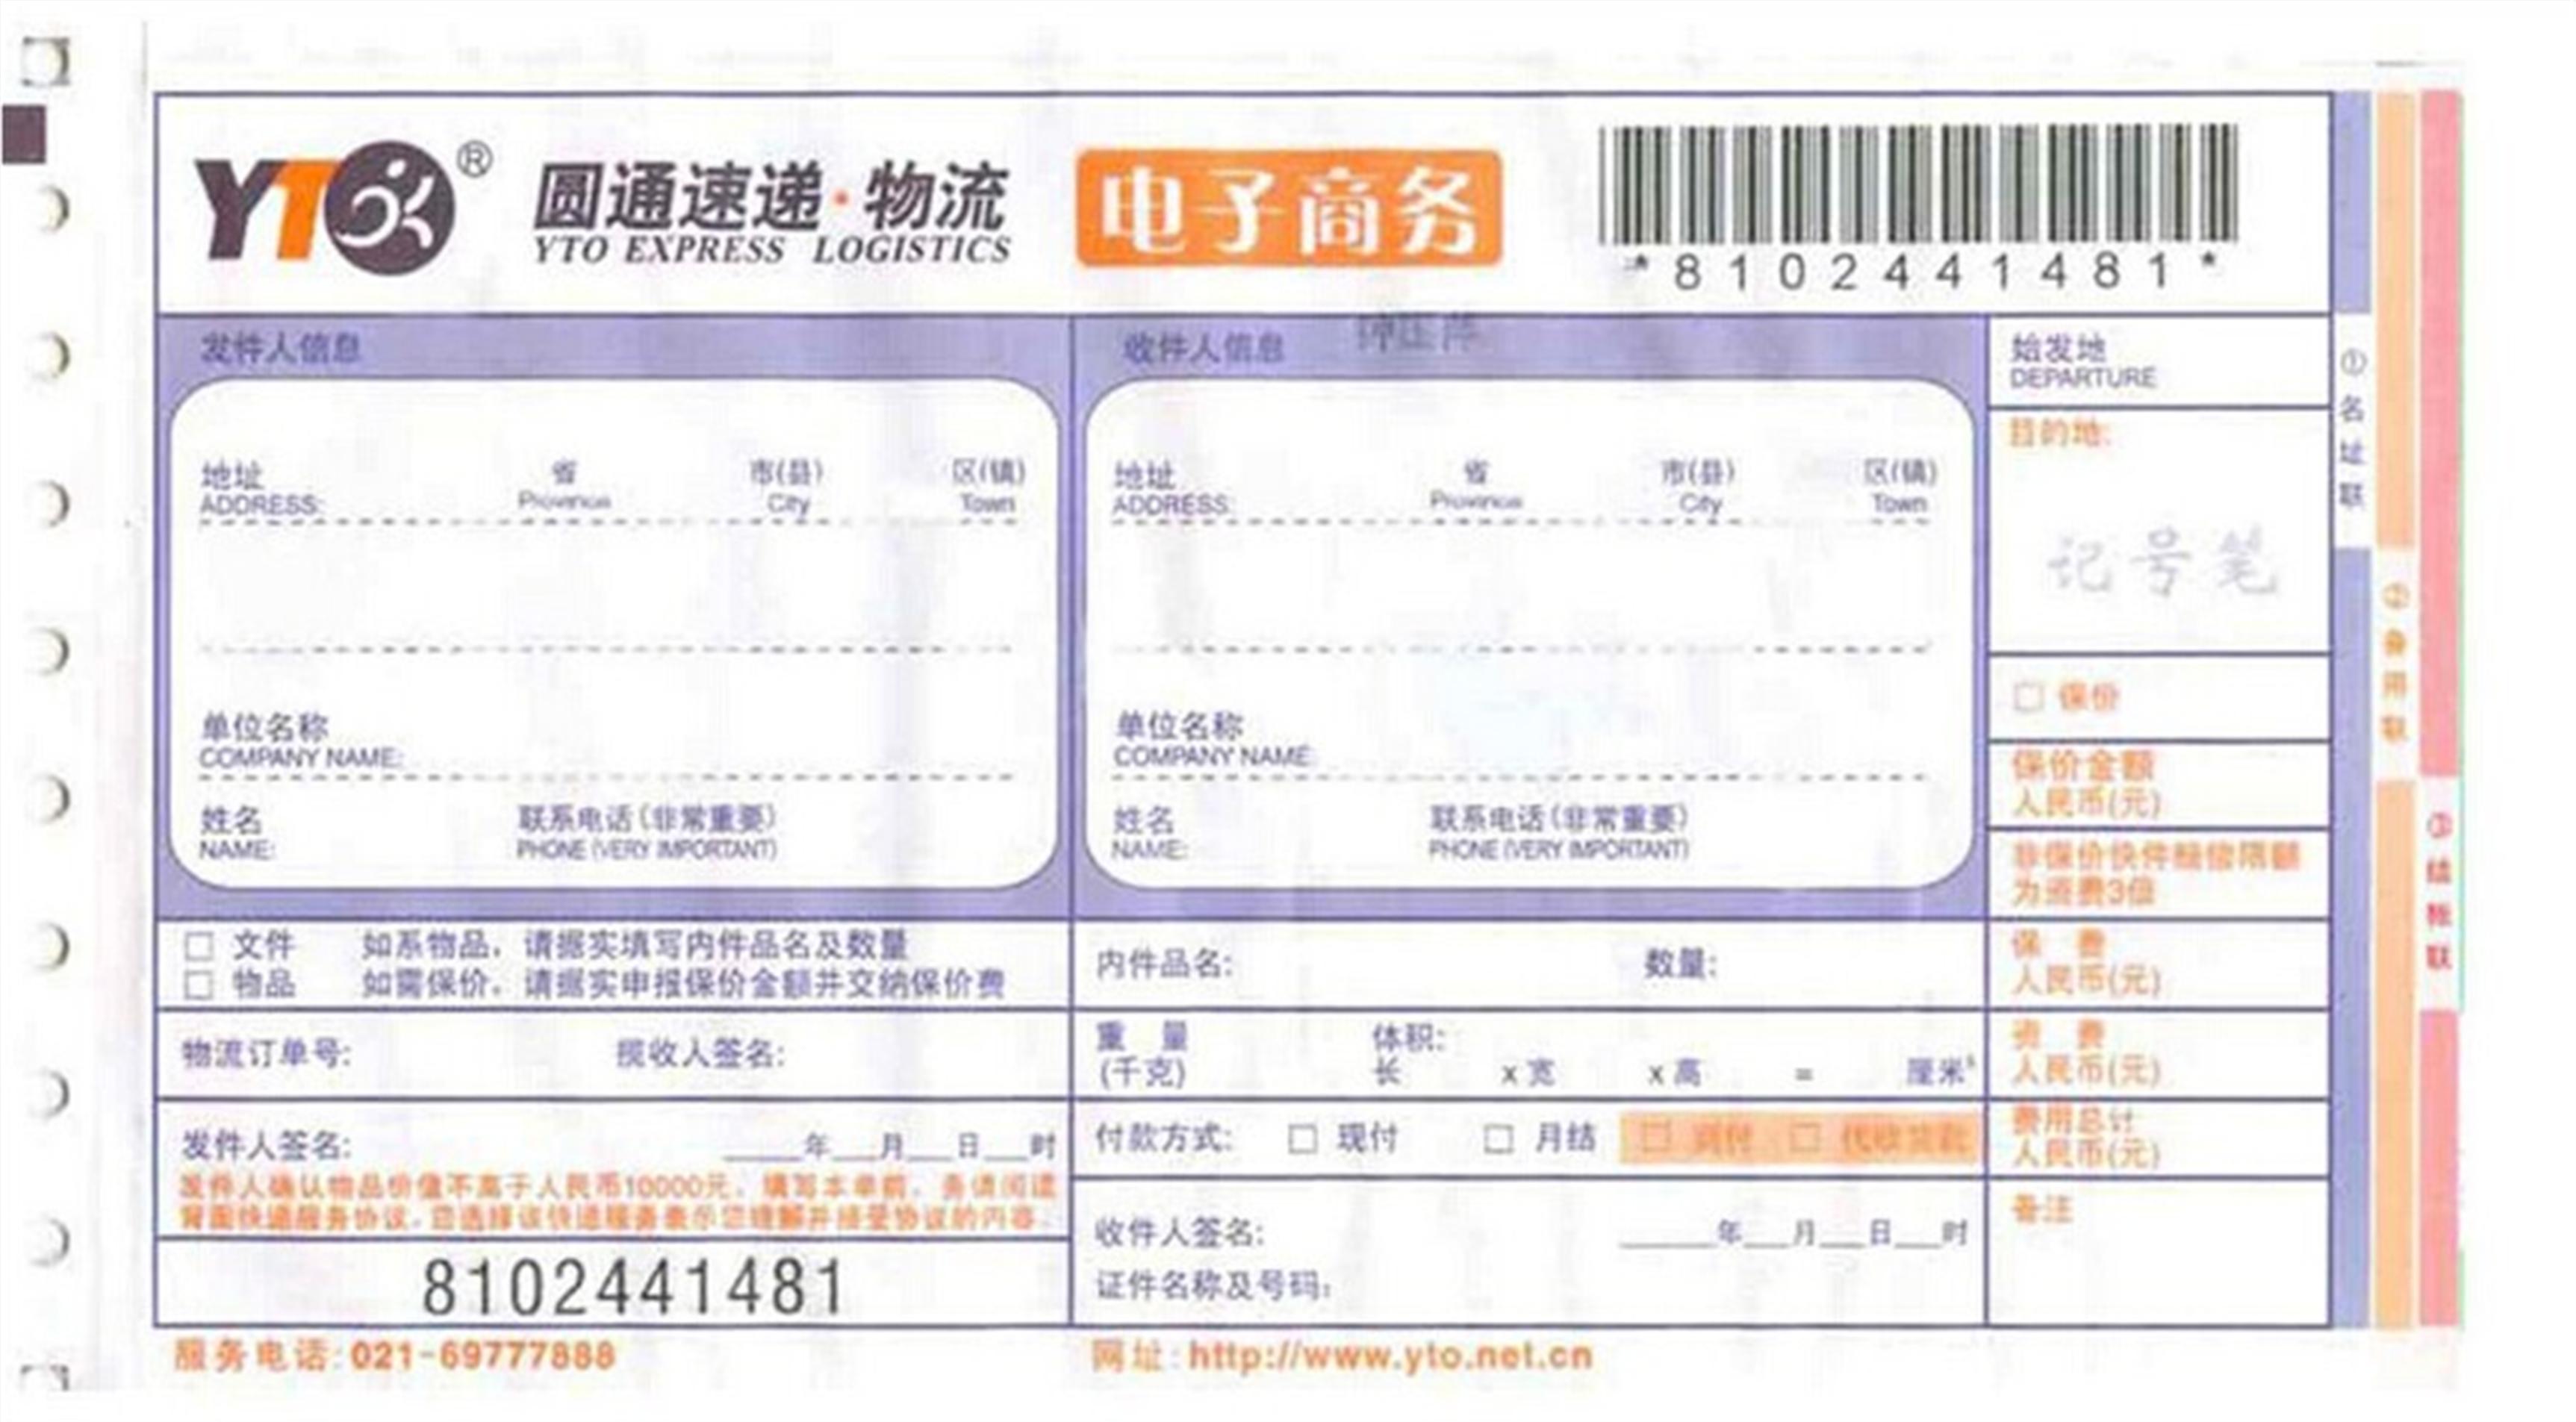 YTO®
圆通速递·物流
YTO EXPRESS LOGISTICS
电子商务
*8102441481*
发件人信息
地址 省 市(县) 区(镇)
ADDRESS: Province City Town
单位名称
COMPANY NAME:
姓名 联系电话(非常重要)
NAME: PHONE (VERY IMPORTANT)
收件人信息
地址 省 市(县) 区(镇)
ADDRESS: Province City Town
单位名称
COMPANY NAME:
姓名 联系电话(非常重要)
NAME: PHONE (VERY IMPORTANT)
始发地
DEPARTURE
目的地:
记号笔
□ 保价
保价金额
人民币(元)
非保价快件赔偿限额
为资费3倍
保 费
人民币(元)
资 费
人民币(元)
费用总计
人民币(元)
备注
□ 文件 如系物品，请据实填写内件品名及数量
□ 物品 如需保价，请据实申报保价金额并交纳保价费
物流订单号: 揽收人签名:
发件人签名: _____年___月___日___时
发件人确认物品价值不高于人民币10000元。填写本单前，务请阅读
背面快递服务协议，您选择该快递服务表示您理解并接受协议的内容。
8102441481
内件品名: 数量:
重 量 体积:
(千克) 长 x宽 x高 = 厘米³
付款方式: □ 现付 □ 月结 □ 到付 □ 代收货款
收件人签名: ______年___月___日___时
证件名称及号码:
服务电话:021-69777888
网址:http://www.yto.net.cn
①名址联
②备用联
③结账联